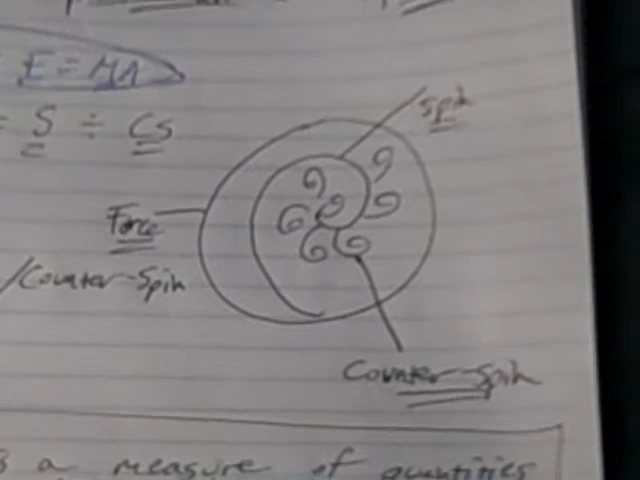 E = MA
= S ÷ Cs
Spin
Force
/Counter-Spin
Counter-Spin
s a measure of quantities